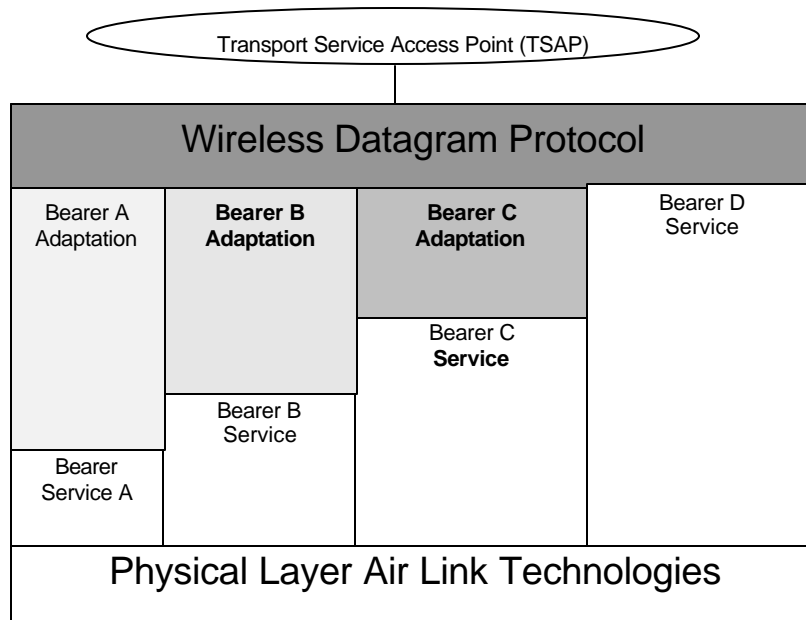 Transport Service Access Point (TSAP)
Wireless Datagram Protocol
Bearer A
Adaptation
Bearer B
Adaptation
Bearer C
Adaptation
Bearer D
Service
Bearer C
Service
Bearer B
Service
Bearer
Service A
Physical Layer Air Link Technologies